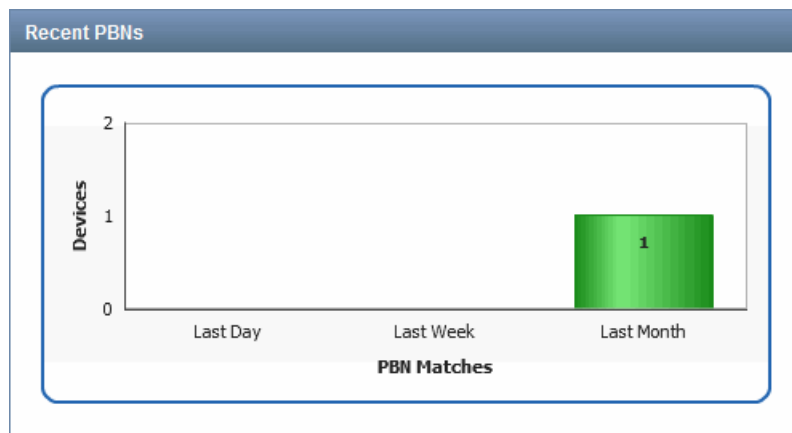 Recent PBNs
2
Devices
1
1
0
Last Day Last Week Last Month
PBN Matches